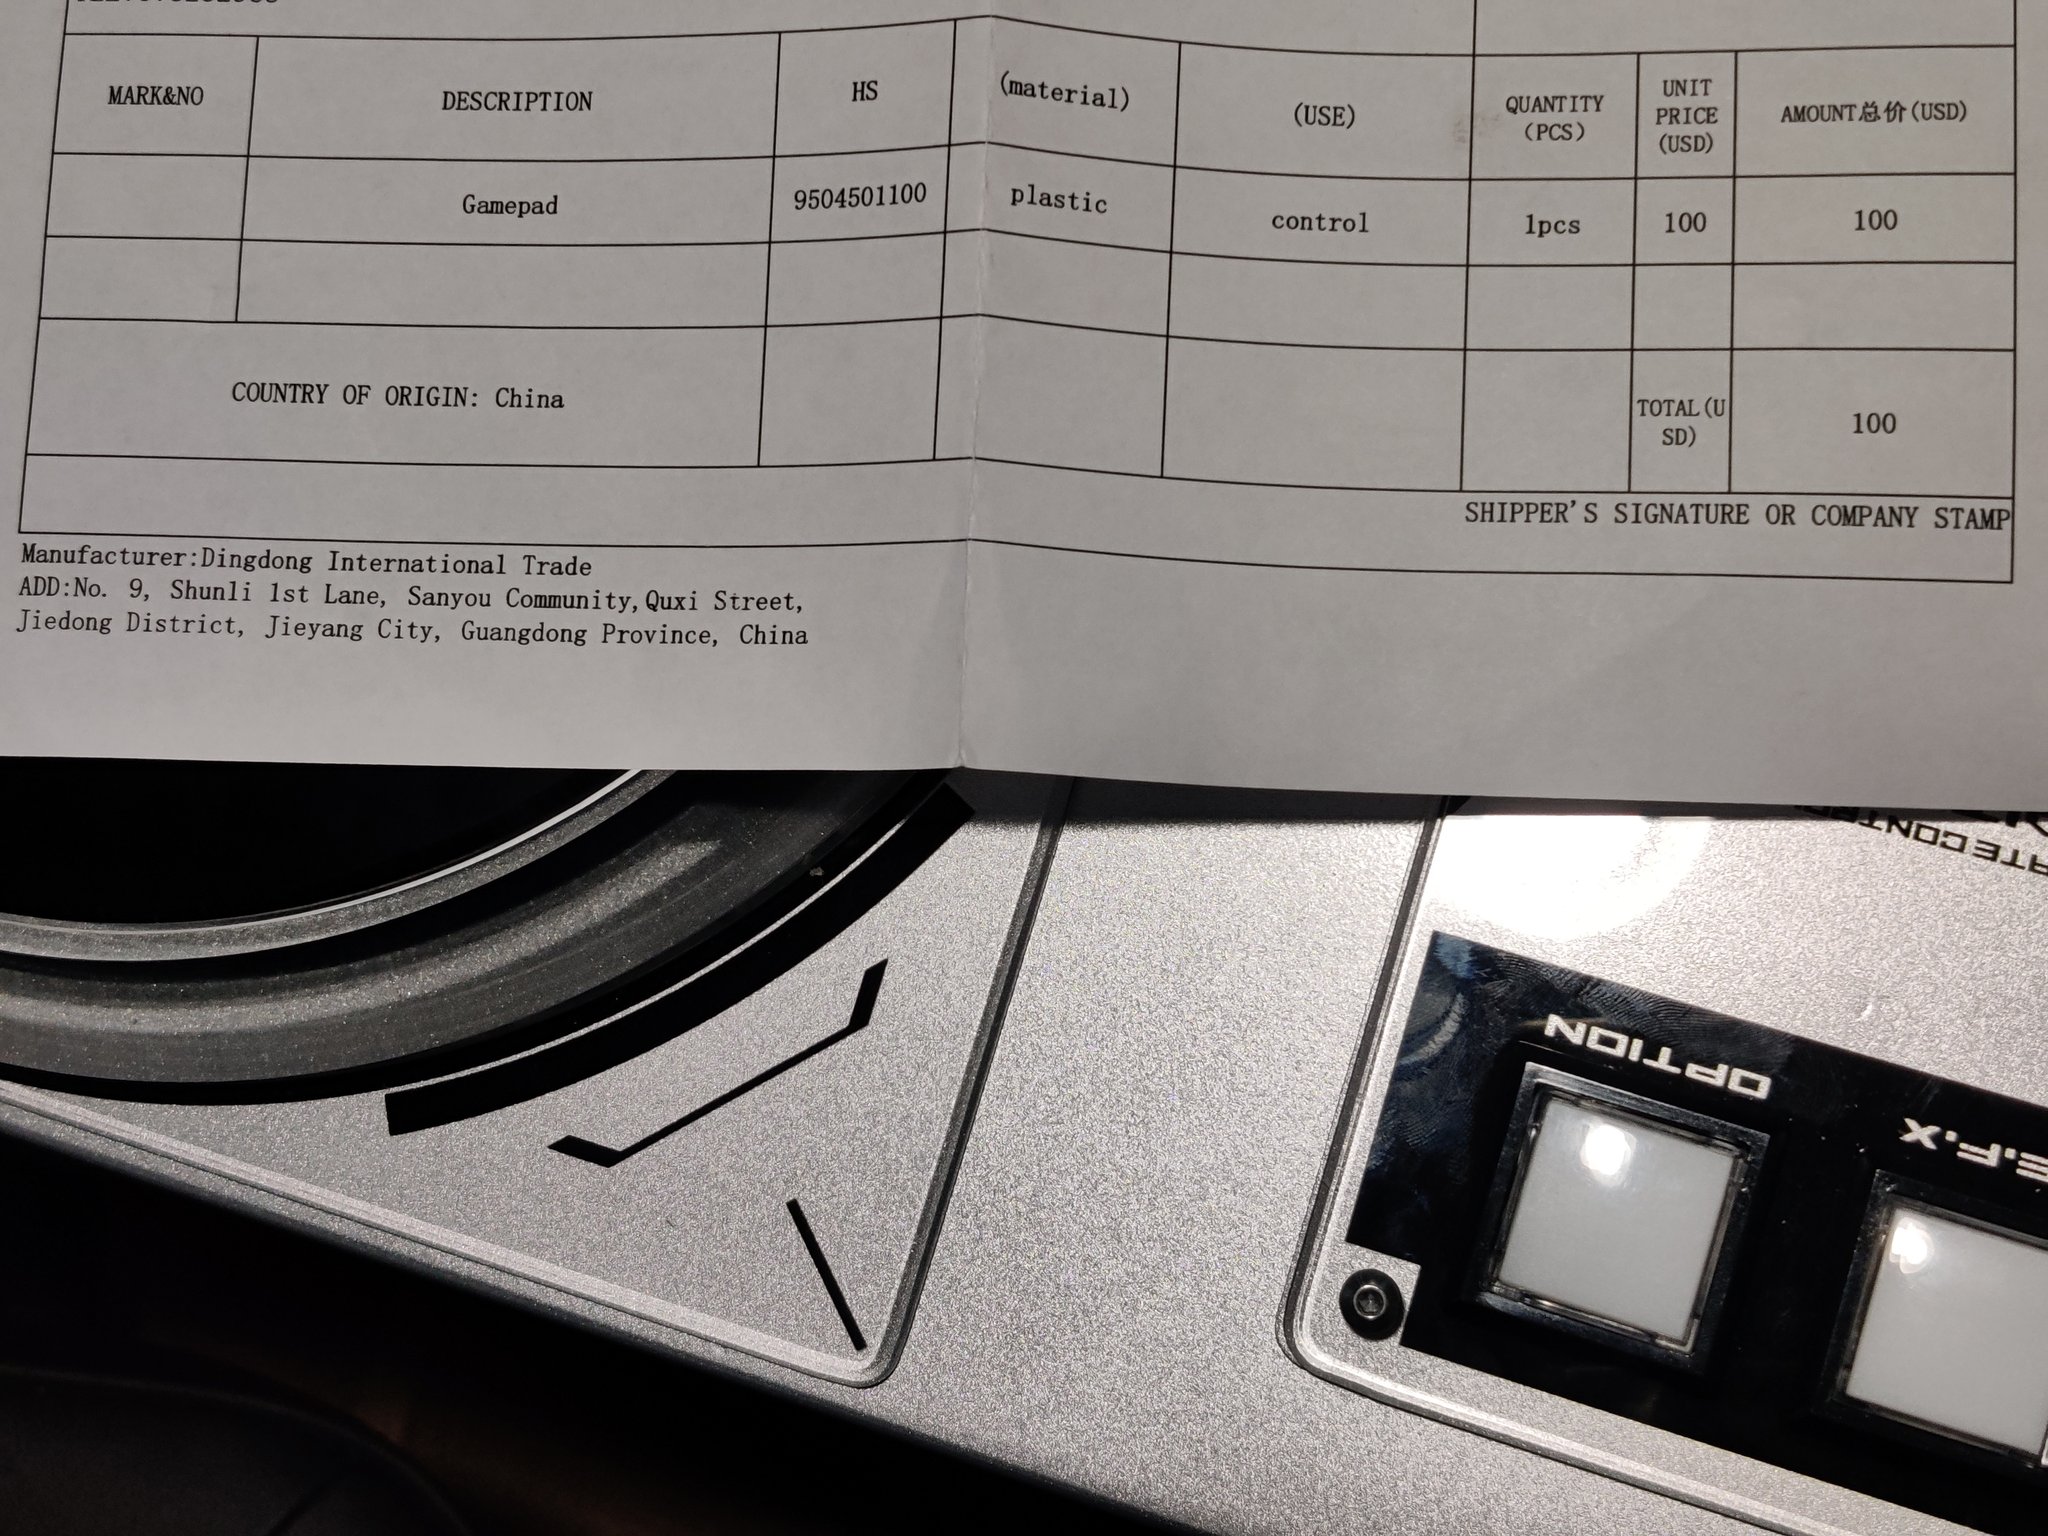 MARK&NO DESCRIPTION HS (material) (USE) QUANTITY (PCS) UNIT PRICE (USD) AMOUNT总价(USD)
Gamepad 9504501100 plastic control 1pcs 100 100
COUNTRY OF ORIGIN: China TOTAL(USD) 100
SHIPPER'S SIGNATURE OR COMPANY STAMP
Manufacturer:Dingdong International Trade
ADD:No. 9, Shunli 1st Lane, Sanyou Community,Quxi Street,
Jiedong District, Jieyang City, Guangdong Province, China
OPTION
E.F.X